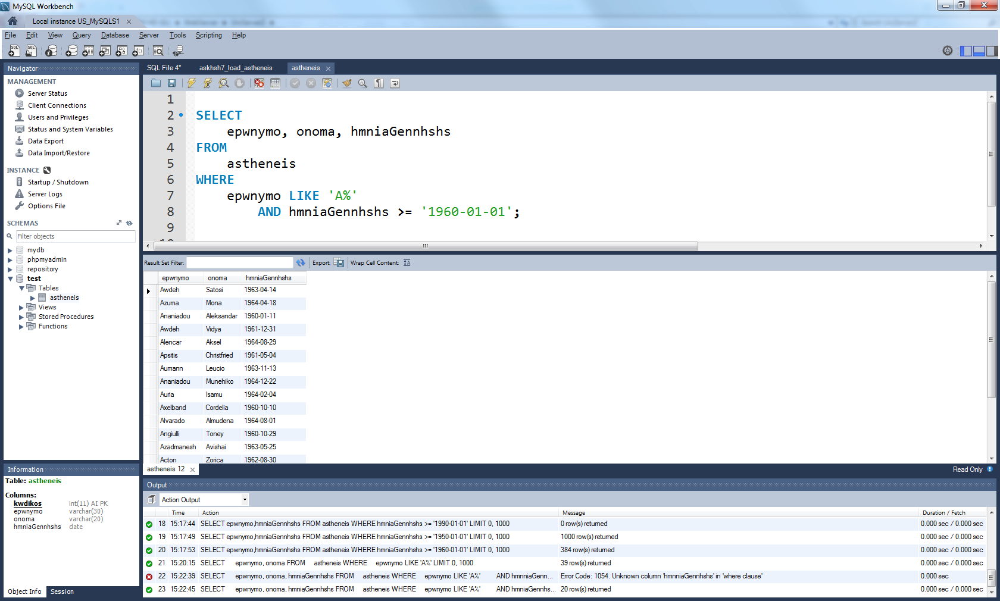 MySQL Workbench
Local instance US_MySQLS1
File Edit View Query Database Server Tools Scripting Help
Navigator
MANAGEMENT
Server Status
Client Connections
Users and Privileges
Status and System Variables
Data Export
Data Import/Restore
INSTANCE
Startup / Shutdown
Server Logs
Options File
SCHEMAS
Filter objects
mydb
phpmyadmin
repository
test
Tables
astheneis
Views
Stored Procedures
Functions
Information
Table: astheneis
Columns:
kwdikos int(11) AI PK
epwnymo varchar(30)
onoma varchar(20)
hmniaGennhshs date
Object Info Session
SQL File 4* askhsh7_load_astheneis astheneis
1
2 SELECT
3 epwnymo, onoma, hmniaGennhshs
4 FROM
5 astheneis
6 WHERE
7 epwnymo LIKE 'A%'
8 AND hmniaGennhshs >= '1960-01-01';
9
Result Set Filter: Export: Wrap Cell Content:
epwnymo onoma hmniaGennhshs
Awdeh Satosi 1963-04-14
Azuma Mona 1964-04-18
Ananiadou Aleksandar 1960-01-11
Awdeh Vidya 1961-12-31
Alencar Aksel 1964-08-29
Apsitis Christfried 1961-05-04
Aumann Leucio 1963-11-13
Ananiadou Munehiko 1964-12-22
Auria Isamu 1964-02-04
Axelband Cordelia 1960-10-10
Alvarado Almudena 1964-08-01
Angiulli Toney 1960-10-29
Azadmanesh Avishai 1963-05-25
Acton Zorica 1962-08-30
astheneis 12
Read Only
Output
Action Output
Time Action Message Duration / Fetch
18 15:17:44 SELECT epwnymo,hmniaGennhshs FROM astheneis WHERE hmniaGennhshs >= '1990-01-01' LIMIT 0, 1000 0 row(s) returned 0.000 sec / 0.000 sec
19 15:17:49 SELECT epwnymo,hmniaGennhshs FROM astheneis WHERE hmniaGennhshs >= '1950-01-01' LIMIT 0, 1000 1000 row(s) returned 0.000 sec / 0.000 sec
20 15:17:53 SELECT epwnymo,hmniaGennhshs FROM astheneis WHERE hmniaGennhshs >= '1960-01-01' LIMIT 0, 1000 384 row(s) returned 0.000 sec / 0.000 sec
21 15:20:15 SELECT epwnymo, onoma FROM astheneis WHERE epwnymo LIKE 'A%' LIMIT 0, 1000 39 row(s) returned 0.000 sec / 0.000 sec
22 15:22:39 SELECT epwnymo, onoma, hmniaGennhshs FROM astheneis WHERE epwnymo LIKE 'A%' AND hmnniaGenn... Error Code: 1054. Unknown column 'hmnniaGennhshs' in 'where clause' 0.000 sec
23 15:22:45 SELECT epwnymo, onoma, hmniaGennhshs FROM astheneis WHERE epwnymo LIKE 'A%' AND hmniaGennhs... 20 row(s) returned 0.000 sec / 0.000 sec